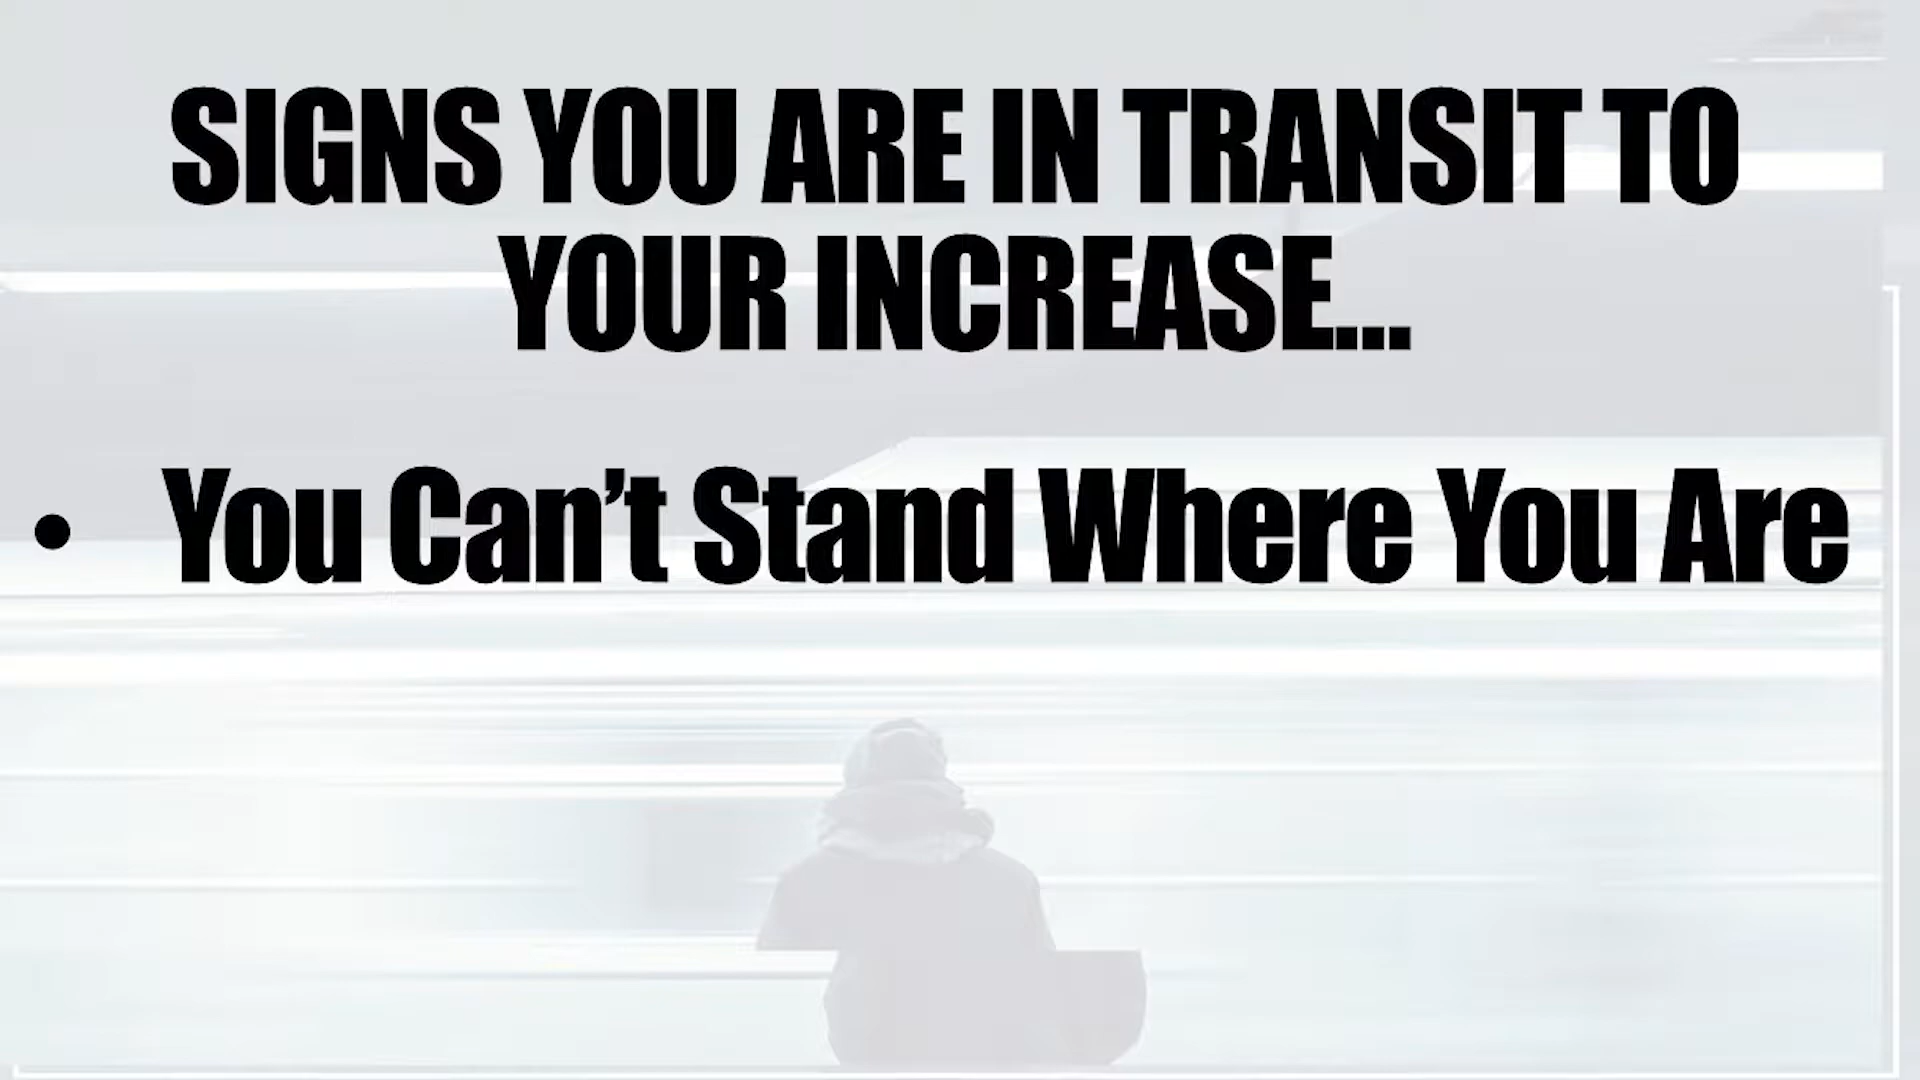 SIGNS YOU ARE IN TRANSIT TO
YOUR INCREASE...
• You Can’t Stand Where You Are